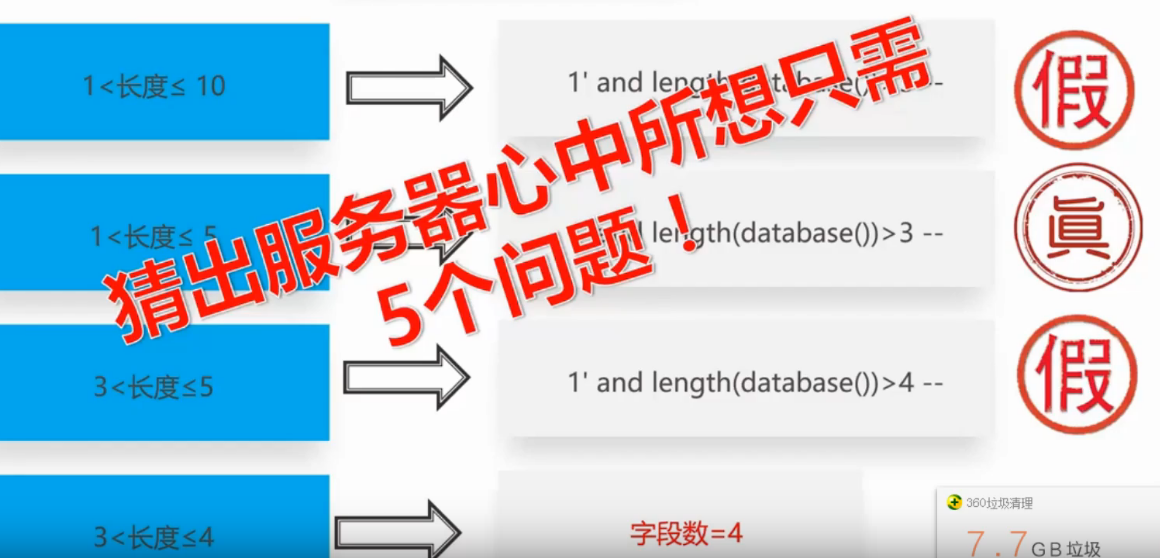 1<长度≤ 10
1' and length(database()) --
假
1<长度≤ 5
and length(database())>3 --
真
猜出服务器心中所想只需
5个问题！
3<长度≤5
1' and length(database())>4 --
假
3<长度≤4
字段数=4
360垃圾清理
7.7GB垃圾